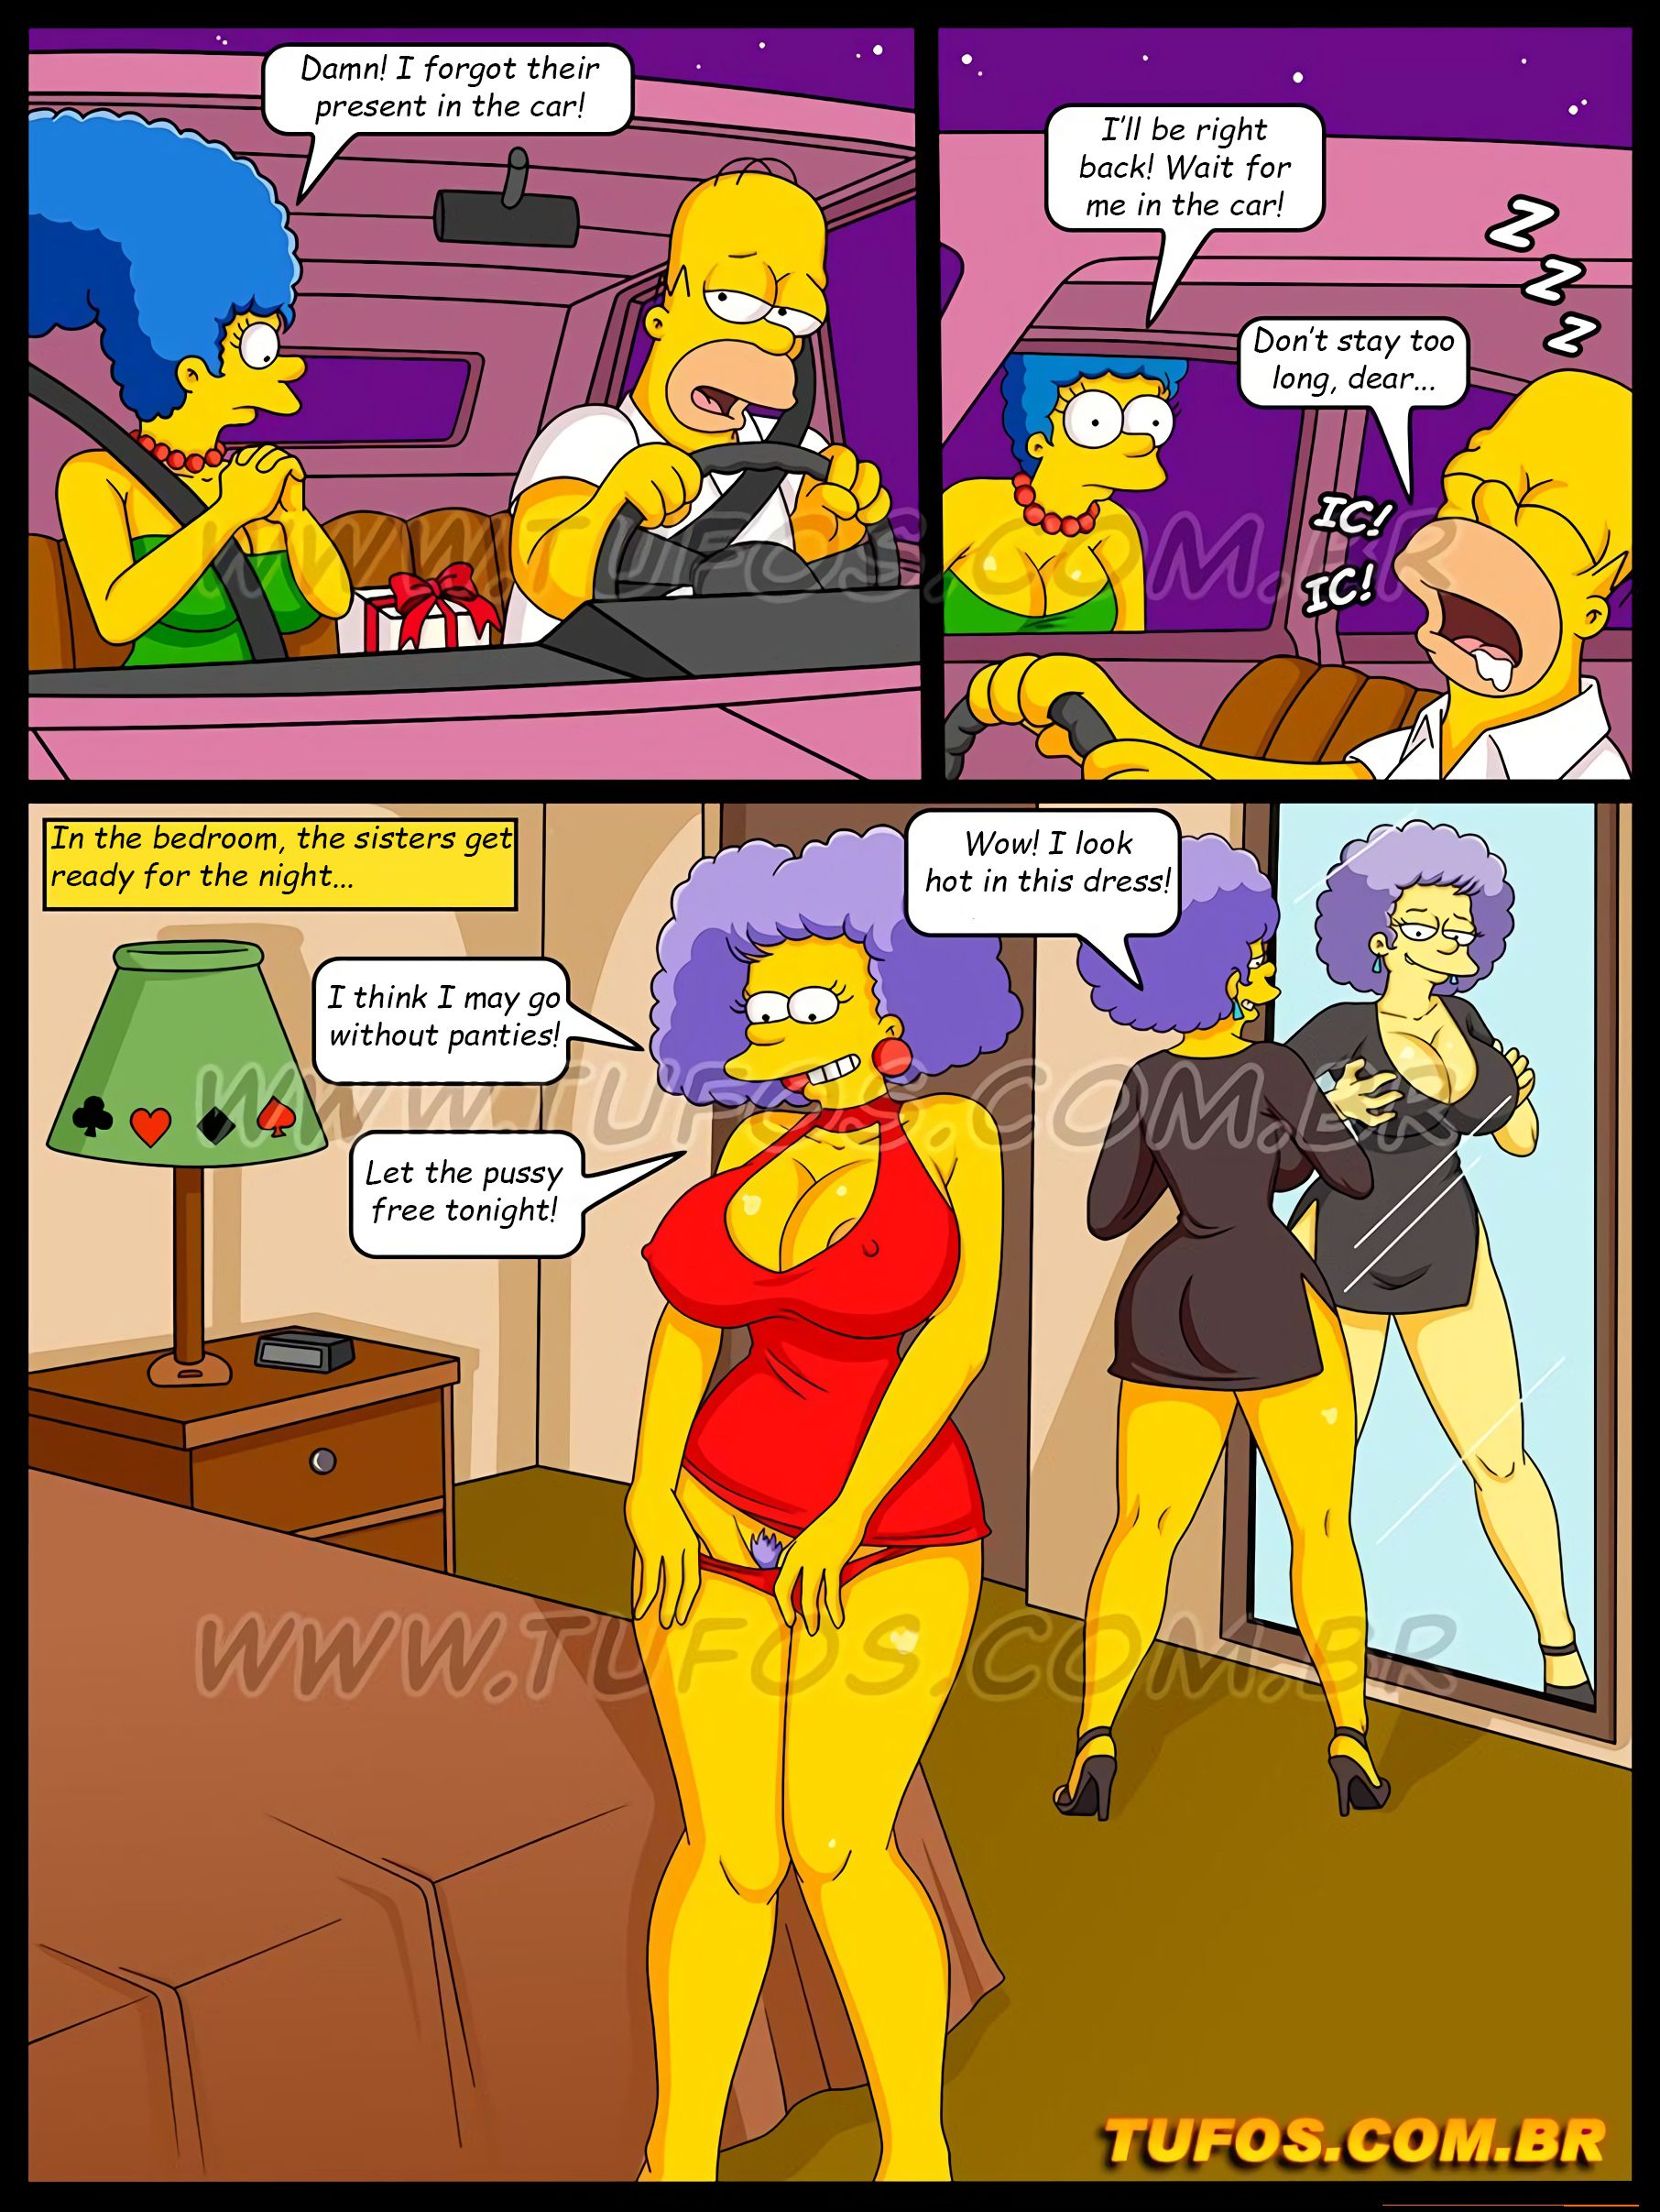 Damn! I forgot their
present in the car!
I'll be right
back! Wait for
me in the car!
Z
Z
Z
Don't stay too
long, dear...
IC!
IC!
WWW.TUFOS.COM.BR
In the bedroom, the sisters get
ready for the night...
Wow! I look
hot in this dress!
I think I may go
without panties!
WWW.TUFOS.COM.BR
Let the pussy
free tonight!
WWW.TUFOS.COM.BR
TUFOS.COM.BR